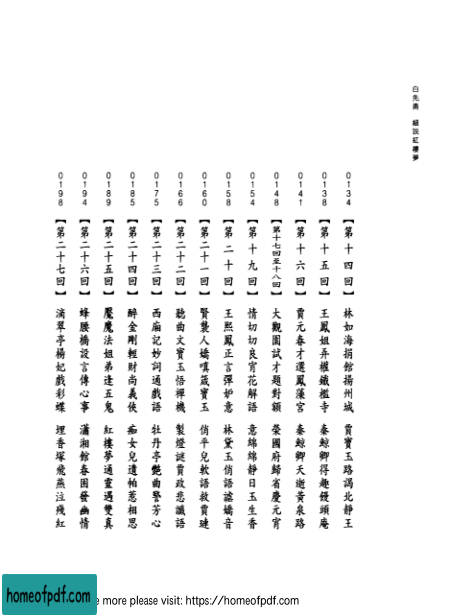 白先勇　細說紅樓夢
0134【第十四回】林如海捐館揚州城　賈寶玉路謁北靜王
0138【第十五回】王鳳姐弄權鐵檻寺　秦鯨卿得趣饅頭庵
0141【第十六回】賈元春才選鳳藻宮　秦鯨卿夭逝黃泉路
0148【第十七回至十八回】大觀園試才題對額　榮國府歸省慶元宵
0154【第十九回】情切切良宵花解語　意綿綿靜日玉生香
0158【第二十回】王熙鳳正言彈妒意　林黛玉俏語謔嬌音
0160【第二十一回】賢襲人嬌嗔箴寶玉　俏平兒軟語救賈璉
0166【第二十二回】聽曲文寶玉悟禪機　製燈謎賈政悲讖語
0175【第二十三回】西廂記妙詞通戲語　牡丹亭艷曲警芳心
0185【第二十四回】醉金剛輕財尚義俠　痴女兒遺帕惹相思
0189【第二十五回】魘魔法姐弟逢五鬼　紅樓夢通靈遇雙真
0194【第二十六回】蜂腰橋設言傳心事　瀟湘館春困發幽情
0198【第二十七回】滴翠亭楊妃戲彩蝶　埋香塚飛燕泣殘紅
homeofpdf.com
e more please visit: https://homeofpdf.com